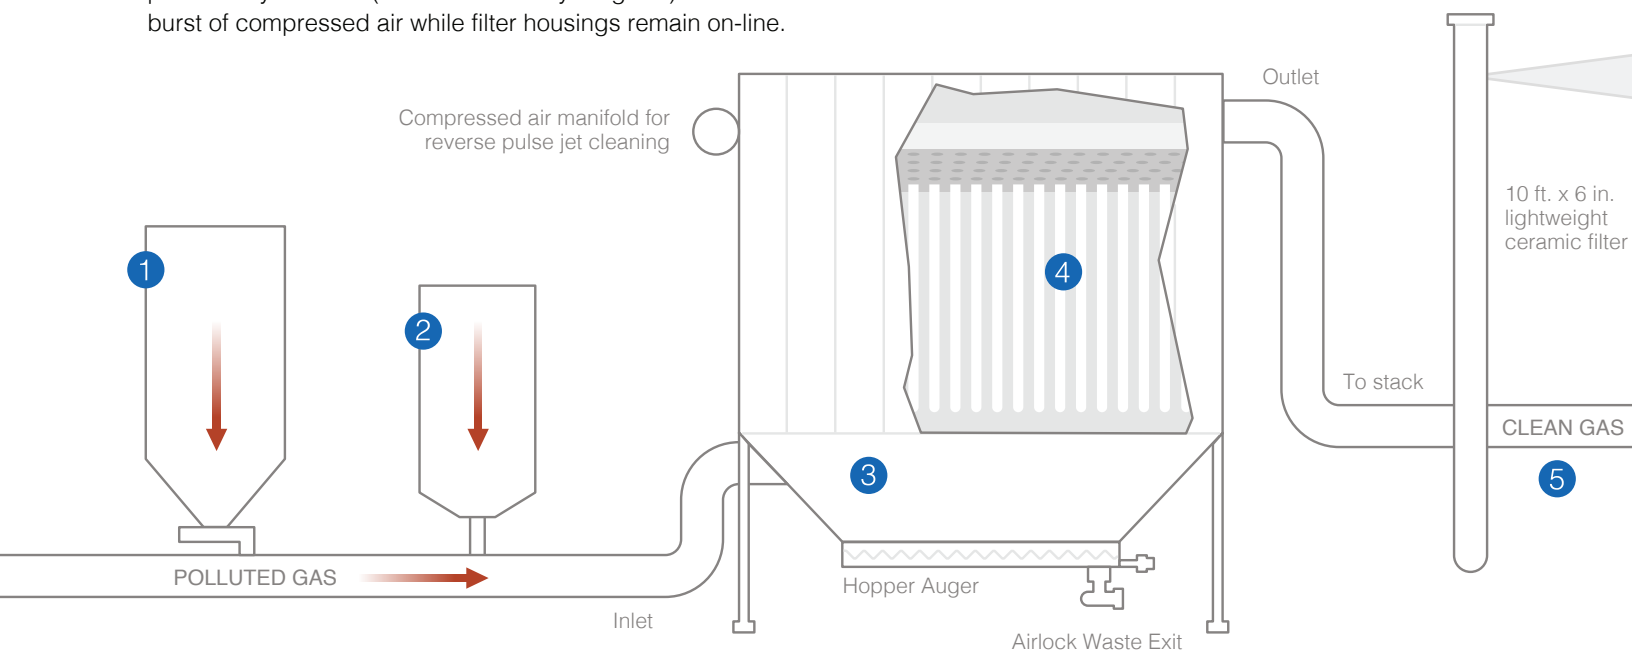 burst of compressed air while filter housings remain on-line.
Outlet
Compressed air manifold for
reverse pulse jet cleaning
10 ft. x 6 in.
lightweight
ceramic filter
1
4
2
To stack
CLEAN GAS
3
5
POLLUTED GAS
Hopper Auger
Inlet
Airlock Waste Exit